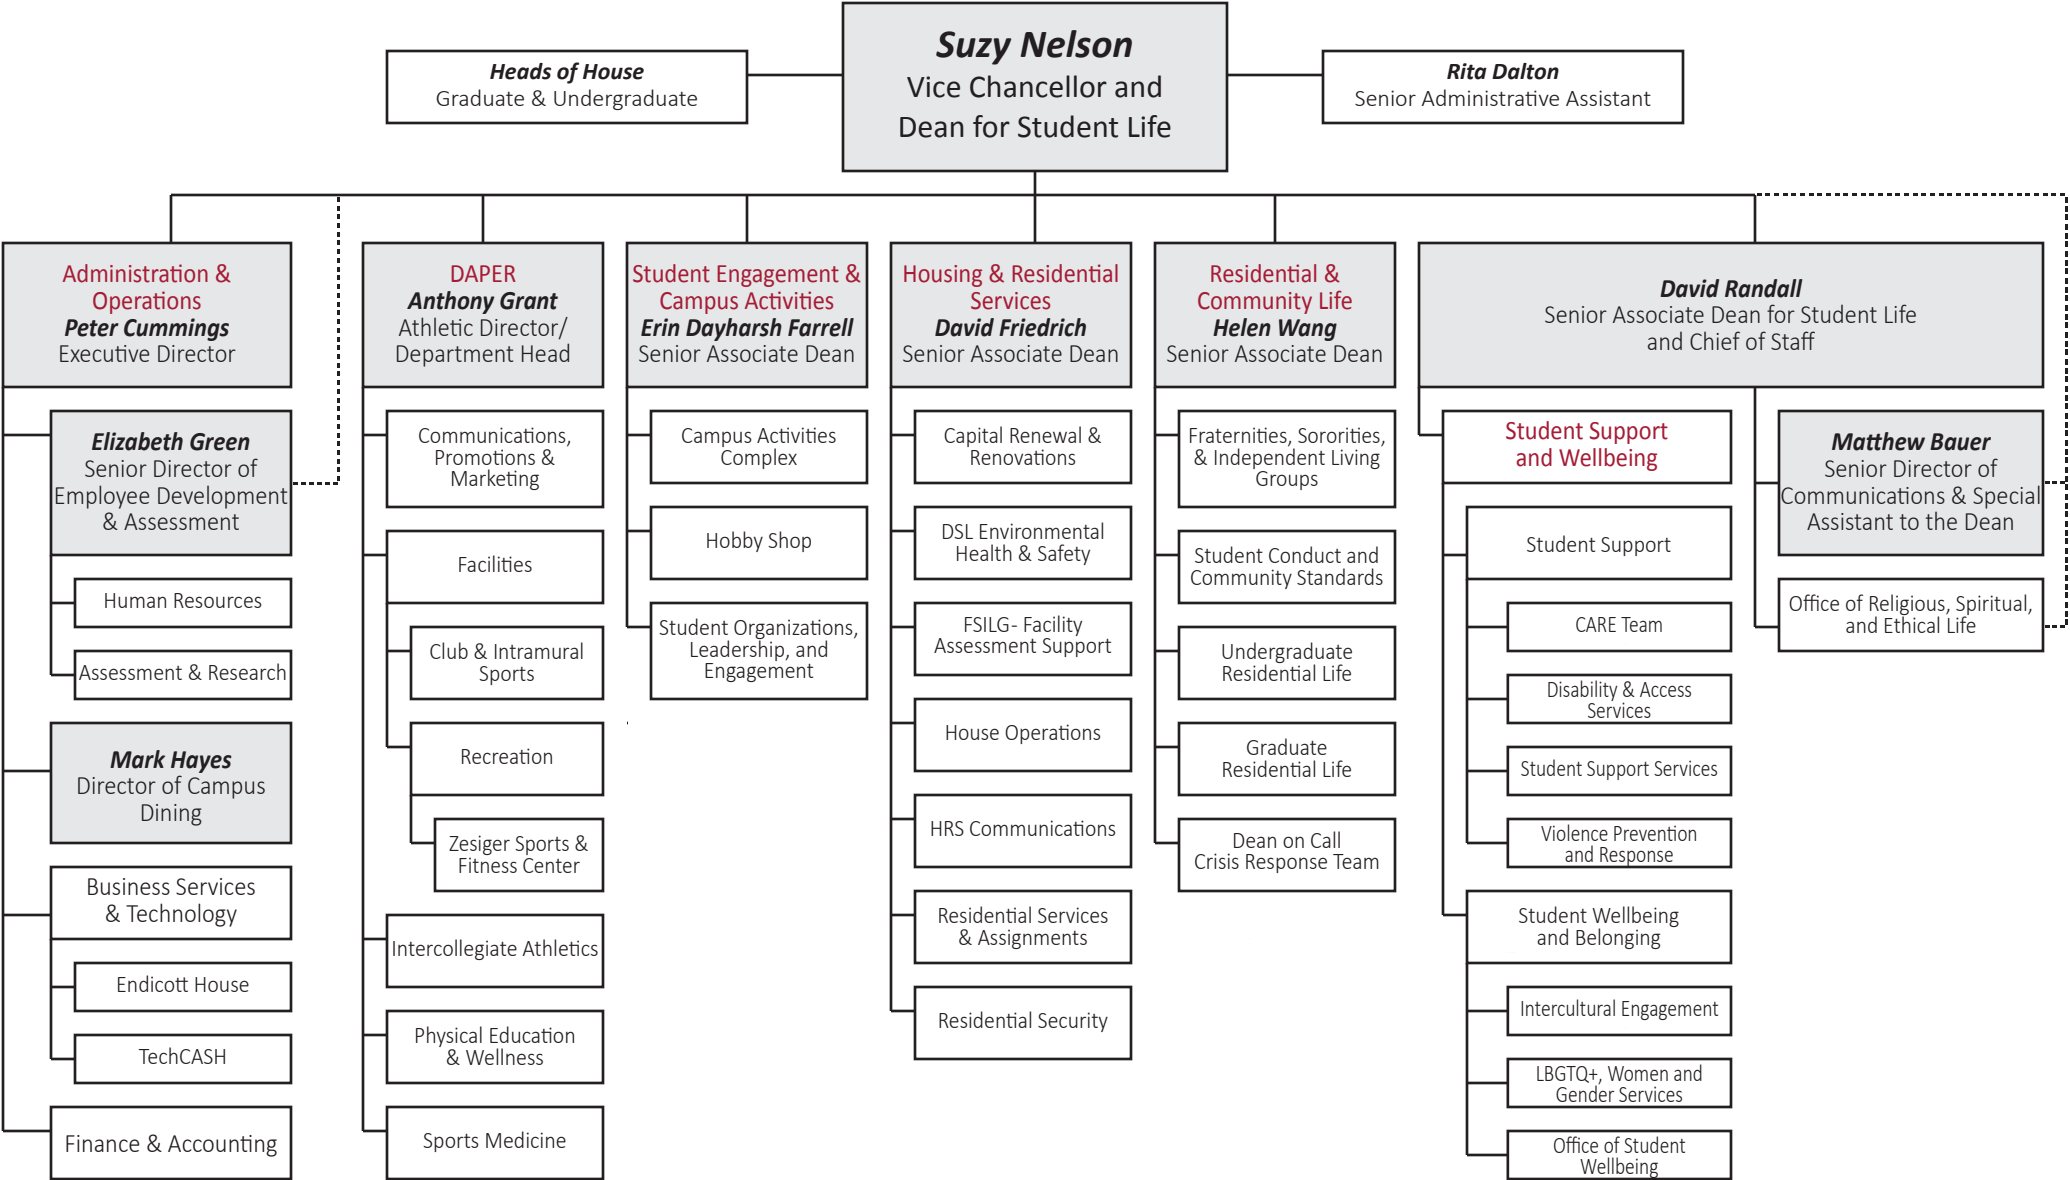 Suzy Nelson
Vice Chancellor and
Dean for Student Life
Heads of House
Graduate & Undergraduate
Rita Dalton
Senior Administrative Assistant
Administration &
Operations
Peter Cummings
Executive Director
Elizabeth Green
Senior Director of
Employee Development
& Assessment
Human Resources
Assessment & Research
Mark Hayes
Director of Campus
Dining
Business Services
& Technology
Endicott House
TechCASH
Finance & Accounting
DAPER
Anthony Grant
Athletic Director/
Department Head
Communications,
Promotions &
Marketing
Facilities
Club & Intramural
Sports
Recreation
Zesiger Sports &
Fitness Center
Intercollegiate Athletics
Physical Education
& Wellness
Sports Medicine
Student Engagement &
Campus Activities
Erin Dayharsh Farrell
Senior Associate Dean
Campus Activities
Complex
Hobby Shop
Student Organizations,
Leadership, and
Engagement
Housing & Residential
Services
David Friedrich
Senior Associate Dean
Capital Renewal &
Renovations
DSL Environmental
Health & Safety
FSILG- Facility
Assessment Support
House Operations
HRS Communications
Residential Services
& Assignments
Residential Security
Residential &
Community Life
Helen Wang
Senior Associate Dean
Fraternities, Sororities,
& Independent Living
Groups
Student Conduct and
Community Standards
Undergraduate
Residential Life
Graduate
Residential Life
Dean on Call
Crisis Response Team
David Randall
Senior Associate Dean for Student Life
and Chief of Staff
Student Support
and Wellbeing
Student Support
CARE Team
Disability & Access
Services
Student Support Services
Violence Prevention
and Response
Student Wellbeing
and Belonging
Intercultural Engagement
LBGTQ+, Women and
Gender Services
Office of Student
Wellbeing
Matthew Bauer
Senior Director of
Communications & Special
Assistant to the Dean
Office of Religious, Spiritual,
and Ethical Life